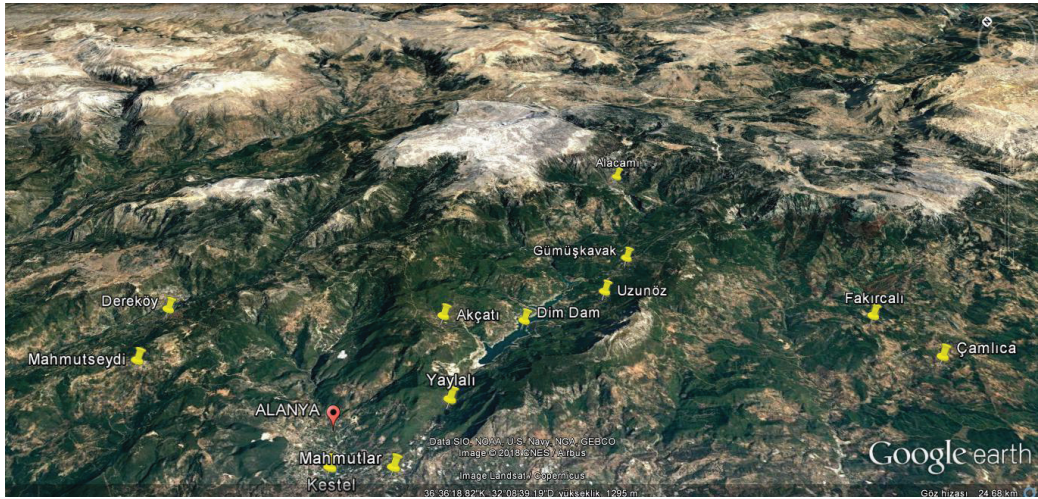 Alacami
Gümüşkavak
Uzunöz
Dereköy
Akçatı
Dim Dam
Fakırcalı
Mahmutseydi
Çamlıca
Yaylalı
ALANYA
Data SIO, NOAA, U.S. Navy, NGA, GEBCO
Image © 2018 CNES / Airbus
Mahmutlar
Kestel
Image Landsat / Copernicus
Google earth
36°36'18.82"K 32°08'39.19"D yükseklik 1295 m
Göz hizası 24.68 km